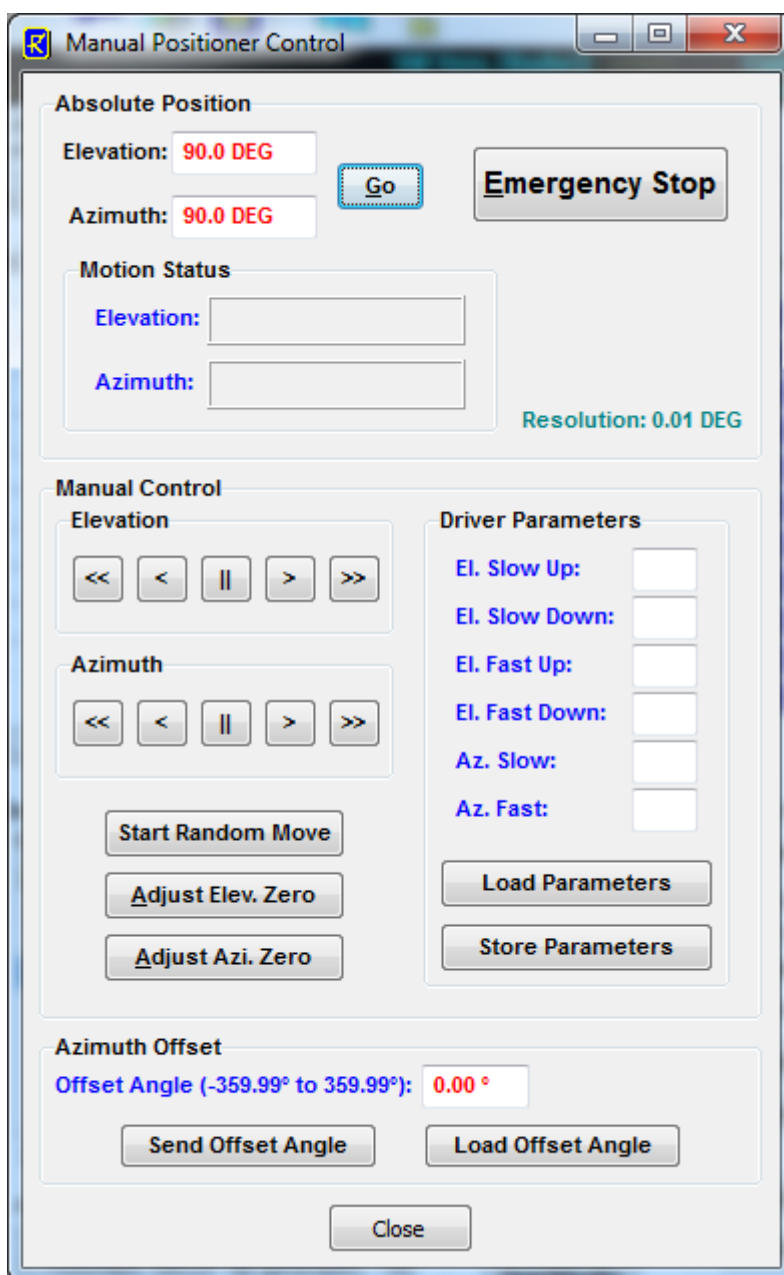 Manual Positioner Control
Absolute Position
Elevation: 90.0 DEG
Go
Emergency Stop
Azimuth: 90.0 DEG
Motion Status
Elevation:
Azimuth:
Resolution: 0.01 DEG
Manual Control
Elevation
<< < || > >>
Azimuth
<< < || > >>
Start Random Move
Adjust Elev. Zero
Adjust Azi. Zero
Driver Parameters
El. Slow Up:
El. Slow Down:
El. Fast Up:
El. Fast Down:
Az. Slow:
Az. Fast:
Load Parameters
Store Parameters
Azimuth Offset
Offset Angle (-359.99° to 359.99°): 0.00 °
Send Offset Angle Load Offset Angle
Close